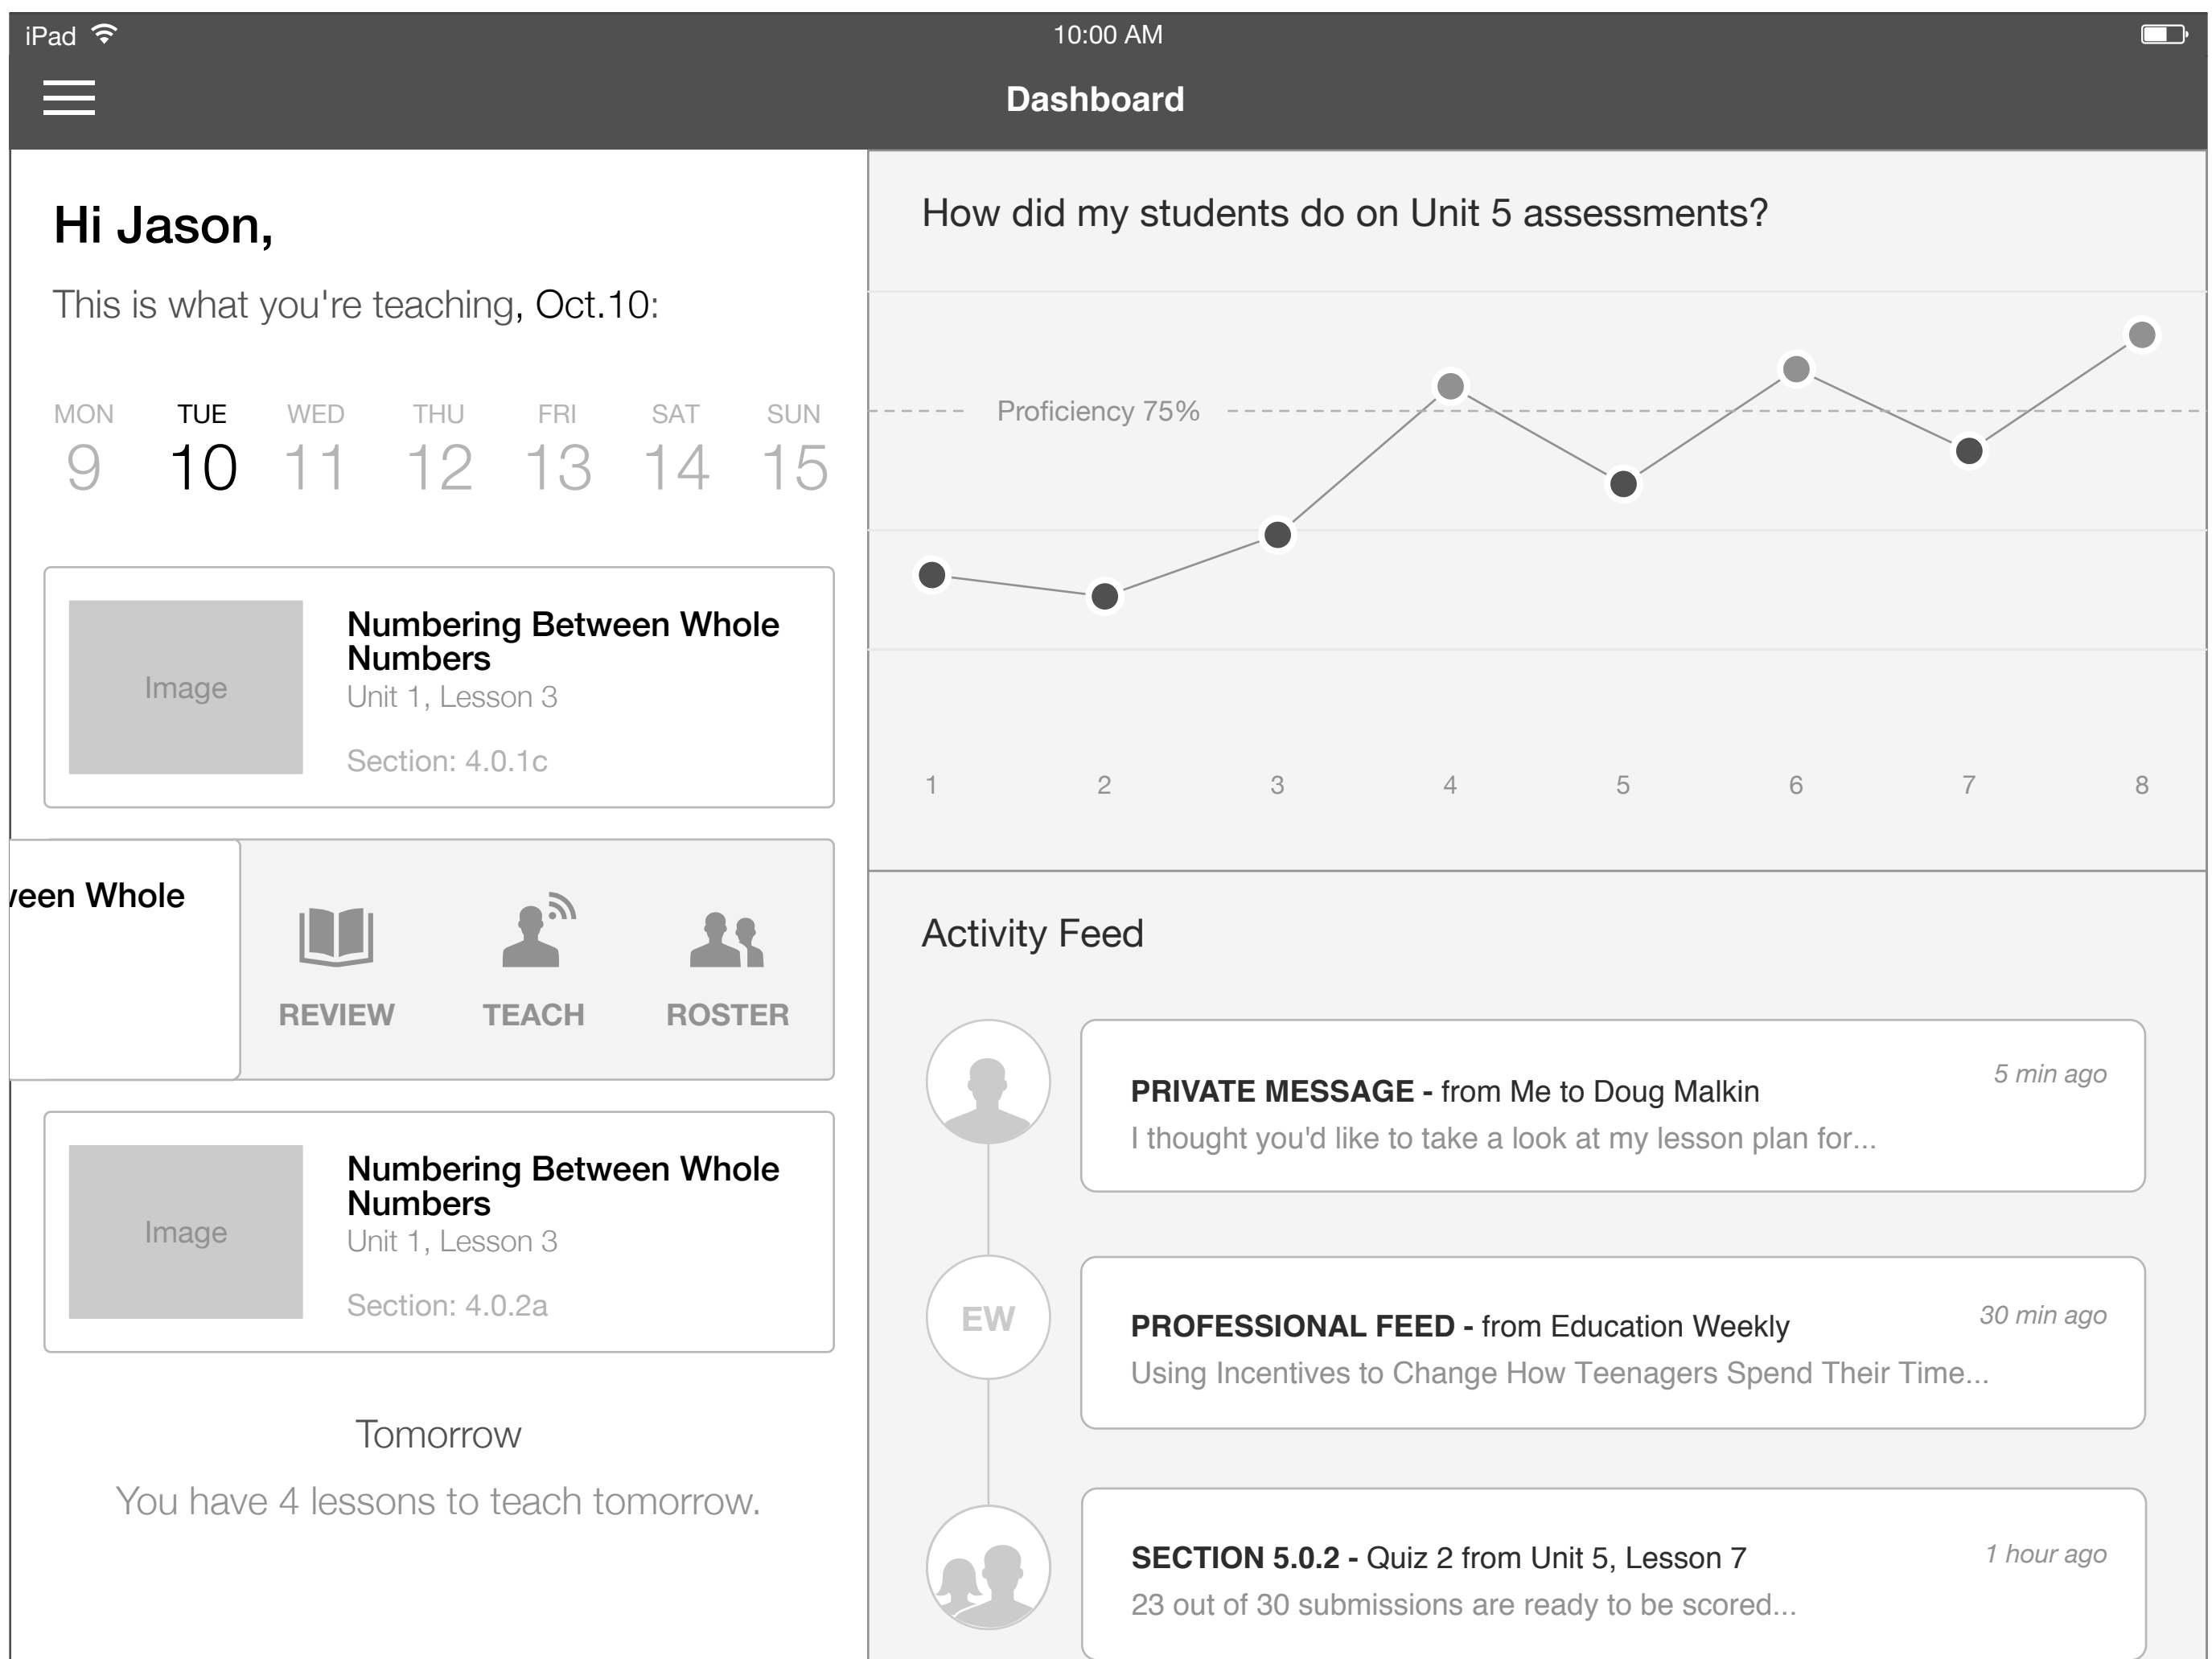 iPad
10:00 AM
Dashboard
Hi Jason,
This is what you're teaching, Oct.10:
MON TUE WED THU FRI SAT SUN
9 10 11 12 13 14 15
Image
Numbering Between Whole
Numbers
Unit 1, Lesson 3
Section: 4.0.1c
een Whole
REVIEW TEACH ROSTER
Image
Numbering Between Whole
Numbers
Unit 1, Lesson 3
Section: 4.0.2a
Tomorrow
You have 4 lessons to teach tomorrow.
How did my students do on Unit 5 assessments?
Proficiency 75%
1 2 3 4 5 6 7 8
Activity Feed
PRIVATE MESSAGE - from Me to Doug Malkin
5 min ago
I thought you'd like to take a look at my lesson plan for...
EW
PROFESSIONAL FEED - from Education Weekly
30 min ago
Using Incentives to Change How Teenagers Spend Their Time...
SECTION 5.0.2 - Quiz 2 from Unit 5, Lesson 7
1 hour ago
23 out of 30 submissions are ready to be scored...